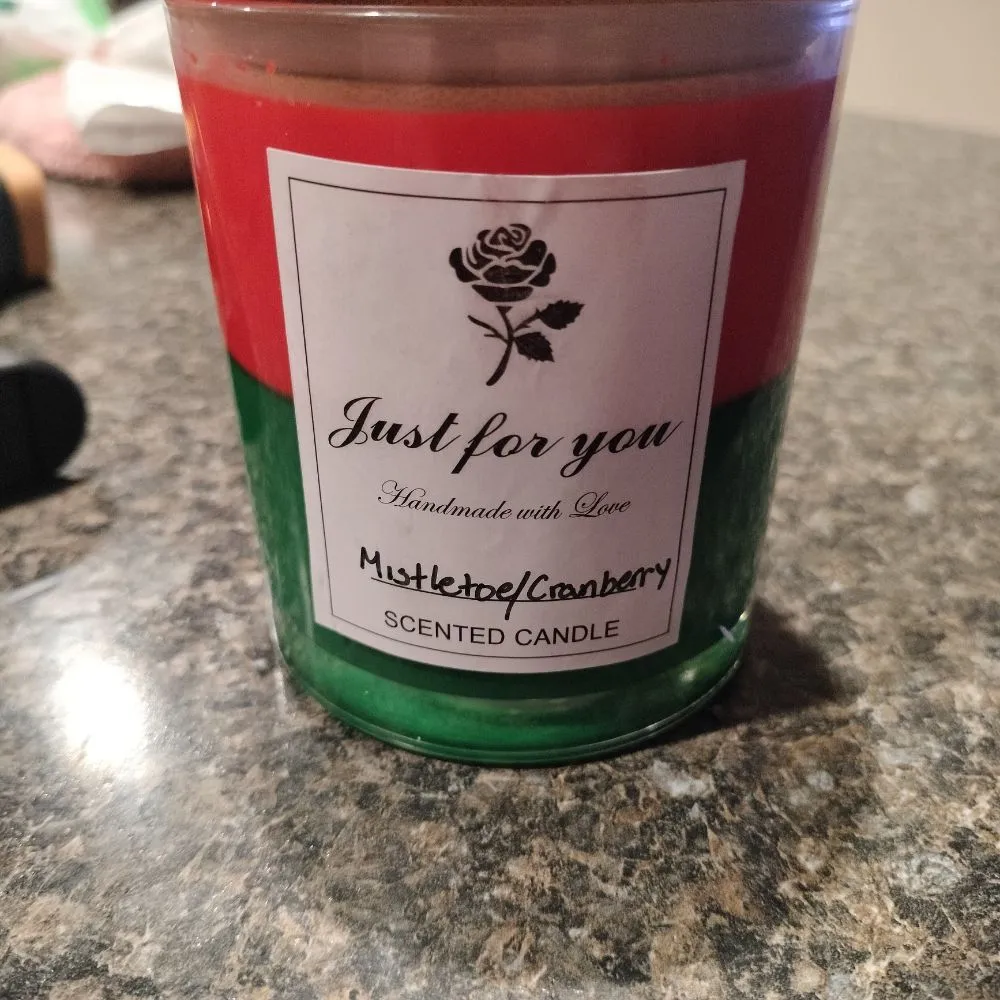 Just for you
Handmade with Love
Mistletoe/Cranberry
SCENTED CANDLE